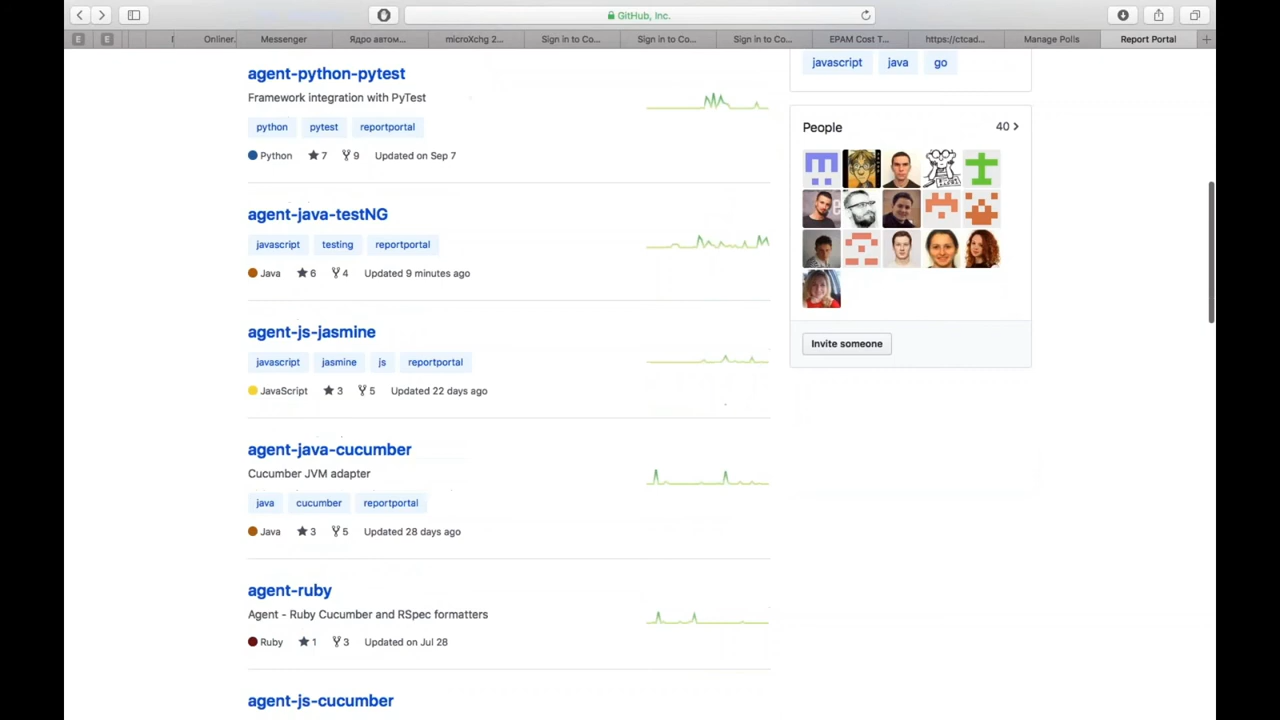 GitHub, Inc.
E
E
Onliner.
Messenger
Ядро автом...
microXchg 2...
Sign in to Co...
Sign in to Co...
Sign in to Co...
EPAM Cost T...
https://ctcad...
Manage Polls
Report Portal
agent-python-pytest
Framework integration with PyTest
python pytest reportportal
Python 7 9 Updated on Sep 7
agent-java-testNG
javascript testing reportportal
Java 6 4 Updated 9 minutes ago
agent-js-jasmine
javascript jasmine js reportportal
JavaScript 3 5 Updated 22 days ago
agent-java-cucumber
Cucumber JVM adapter
java cucumber reportportal
Java 3 5 Updated 28 days ago
agent-ruby
Agent - Ruby Cucumber and RSpec formatters
Ruby 1 3 Updated on Jul 28
agent-js-cucumber
javascript java go
People 40
Invite someone